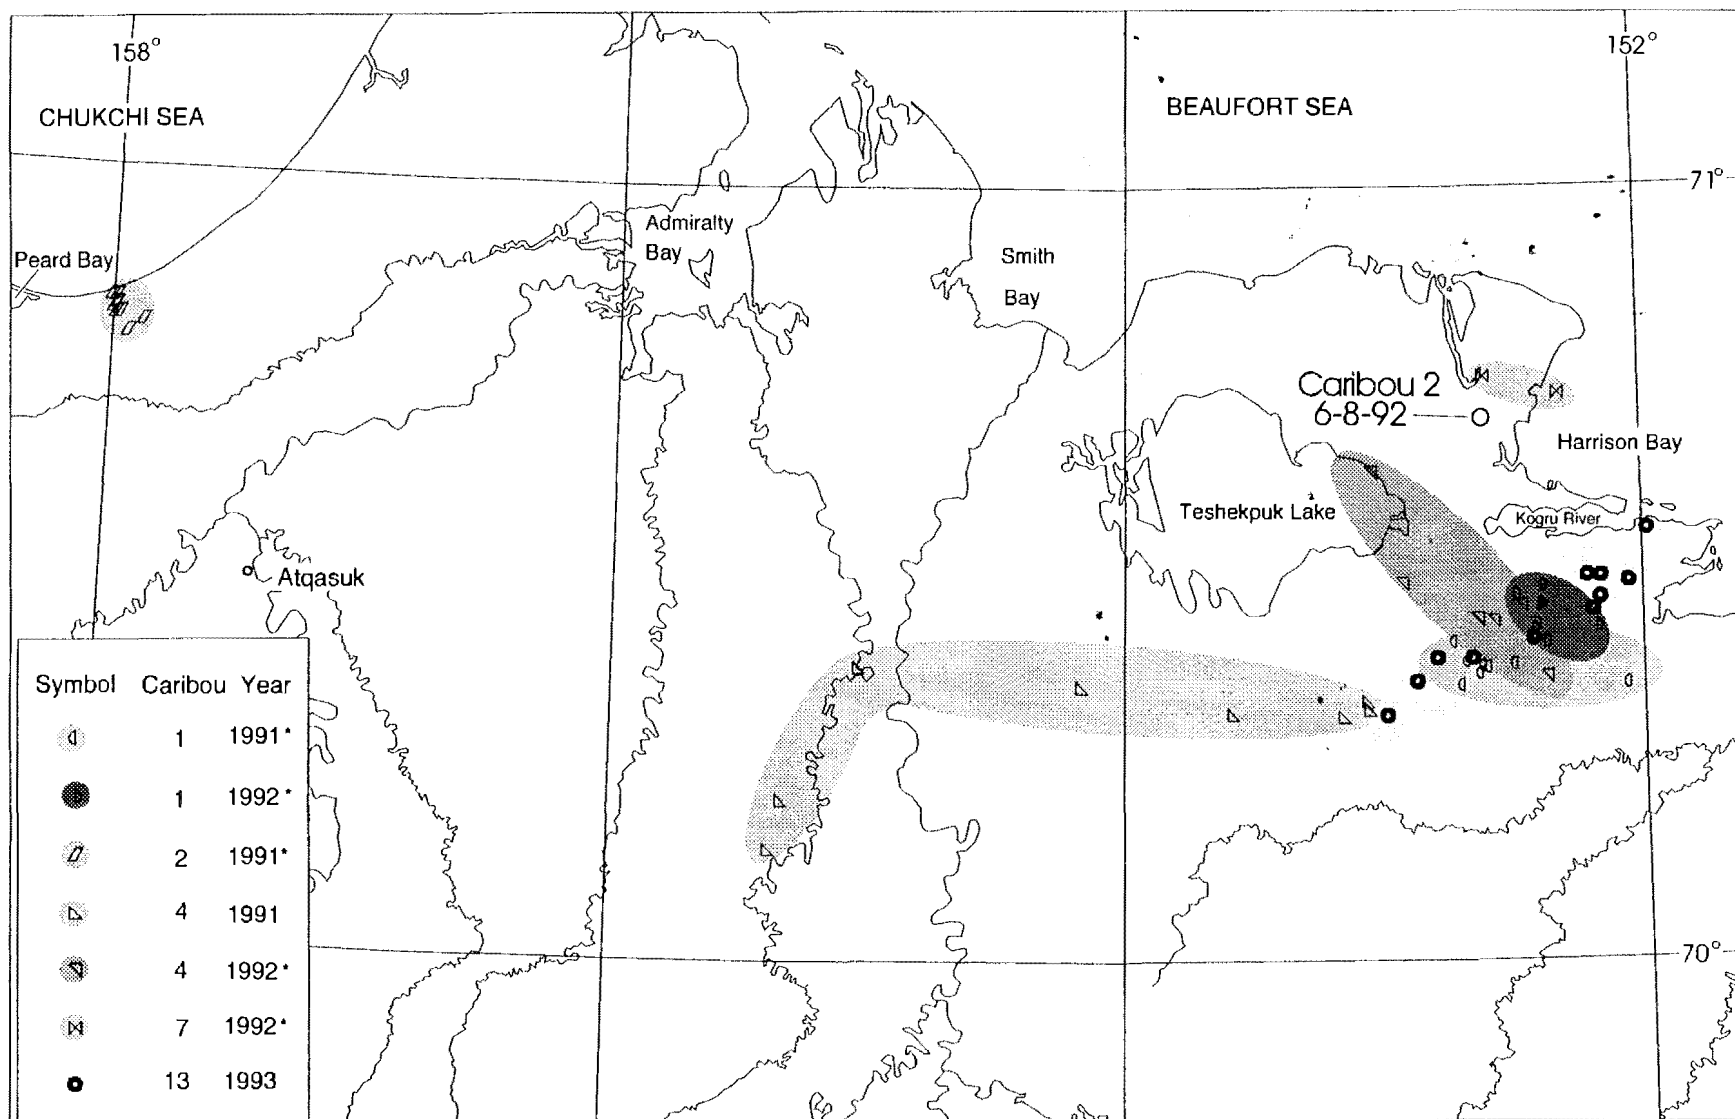 158°
152°
CHUKCHI SEA
BEAUFORT SEA
71°
Peard Bay
Admiralty
Bay
Smith
Bay
Caribou 2
6-8-92
Harrison Bay
Teshekpuk Lake
Kogru River
Atqasuk
Symbol Caribou Year
1 1991*
1 1992*
2 1991*
4 1991
4 1992*
7 1992*
13 1993
70°